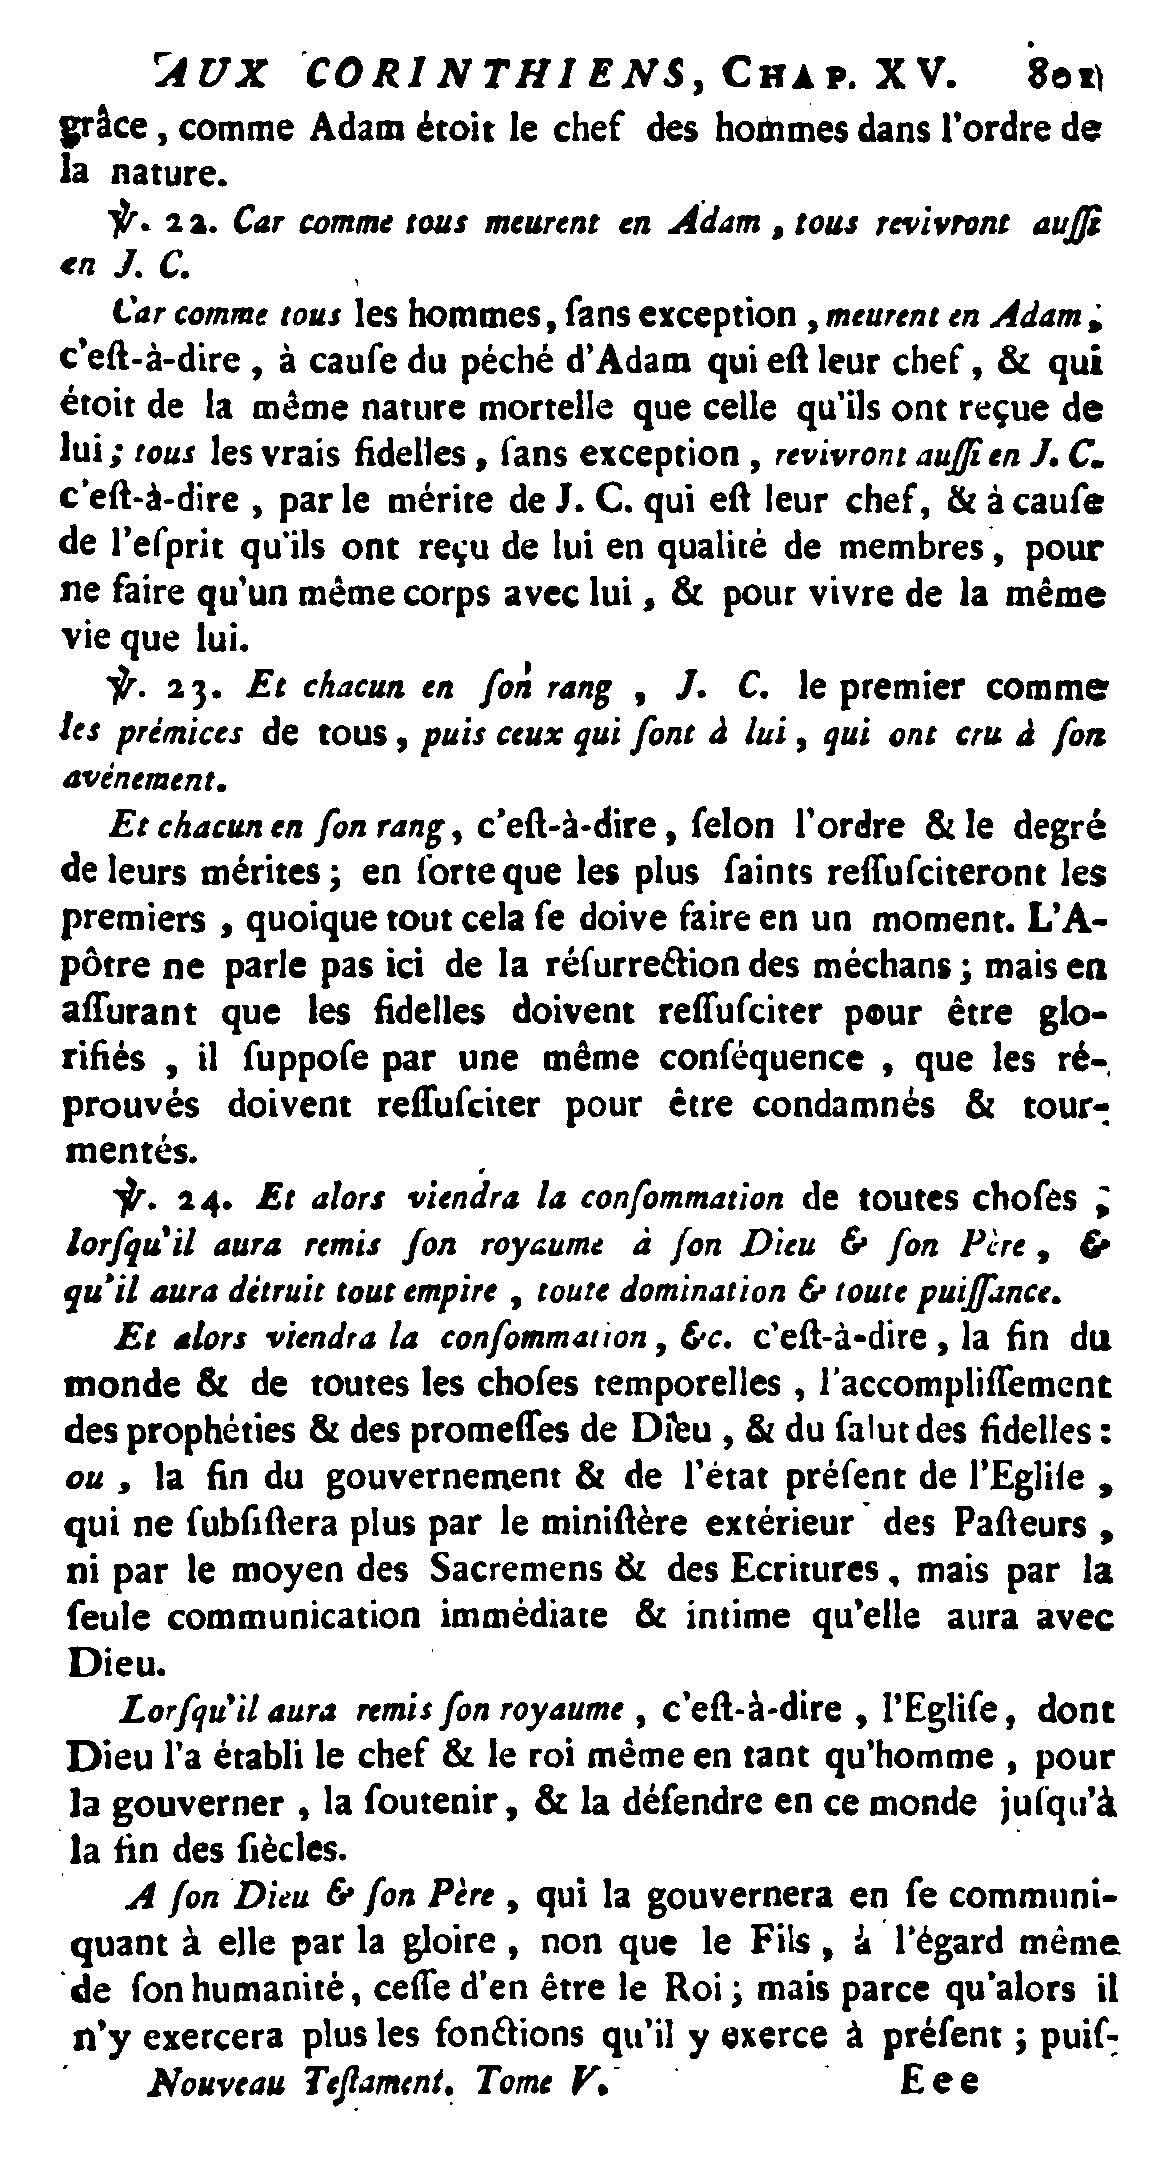 AUX CORINTHIENS, CHAP. XV. 801
grâce, comme Adam étoit le chef des hommes dans l'ordre de
la nature.
℣. 22. Car comme tous meurent en Adam, tous revivront auſſi
en J. C.
Car comme tous les hommes, ſans exception, meurent en Adam;
c'eſt-à-dire, à cauſe du péché d'Adam qui eſt leur chef, & qui
étoit de la même nature mortelle que celle qu'ils ont reçue de
lui; tous les vrais fidelles, ſans exception, revivront auſſi en J. C.
c'eſt-à-dire, par le mérite de J. C. qui eſt leur chef, & à cauſe
de l'eſprit qu'ils ont reçu de lui en qualité de membres, pour
ne faire qu'un même corps avec lui, & pour vivre de la même
vie que lui.
℣. 23. Et chacun en ſon rang, J. C. le premier comme
les prémices de tous, puis ceux qui ſont à lui, qui ont cru à ſon
avénement.
Et chacun en ſon rang, c'eſt-à-dire, ſelon l'ordre & le degré
de leurs mérites; en ſorte que les plus ſaints reſſuſciteront les
premiers, quoique tout cela ſe doive faire en un moment. L'A-
pôtre ne parle pas ici de la réſurrection des méchans; mais en
aſſurant que les fidelles doivent reſſuſciter pour être glo-
rifiés, il ſuppoſe par une même conſéquence, que les ré-
prouvés doivent reſſuſciter pour être condamnés & tour-
mentés.
℣. 24. Et alors viendra la conſommation de toutes choſes;
lorſqu'il aura remis ſon royaume à ſon Dieu & ſon Père, &
qu'il aura détruit tout empire, toute domination & toute puiſſance.
Et alors viendra la conſommation, &c. c'eſt-à-dire, la fin du
monde & de toutes les choſes temporelles, l'accompliſſement
des prophéties & des promeſſes de Dieu, & du ſalut des fidelles:
ou, la fin du gouvernement & de l'état préſent de l'Egliſe,
qui ne ſubſiſtera plus par le miniſtère extérieur des Paſteurs,
ni par le moyen des Sacremens & des Ecritures, mais par la
ſeule communication immédiate & intime qu'elle aura avec
Dieu.
Lorſqu'il aura remis ſon royaume, c'eſt-à-dire, l'Egliſe, dont
Dieu l'a établi le chef & le roi même en tant qu'homme, pour
la gouverner, la ſoutenir, & la défendre en ce monde juſqu'à
la fin des ſiècles.
A ſon Dieu & ſon Père, qui la gouvernera en ſe communi-
quant à elle par la gloire, non que le Fils, à l'égard même
de ſon humanité, ceſſe d'en être le Roi; mais parce qu'alors il
n'y exercera plus les fonctions qu'il y exerce à préſent; puiſ-
Nouveau Teſtament. Tome V. Eee